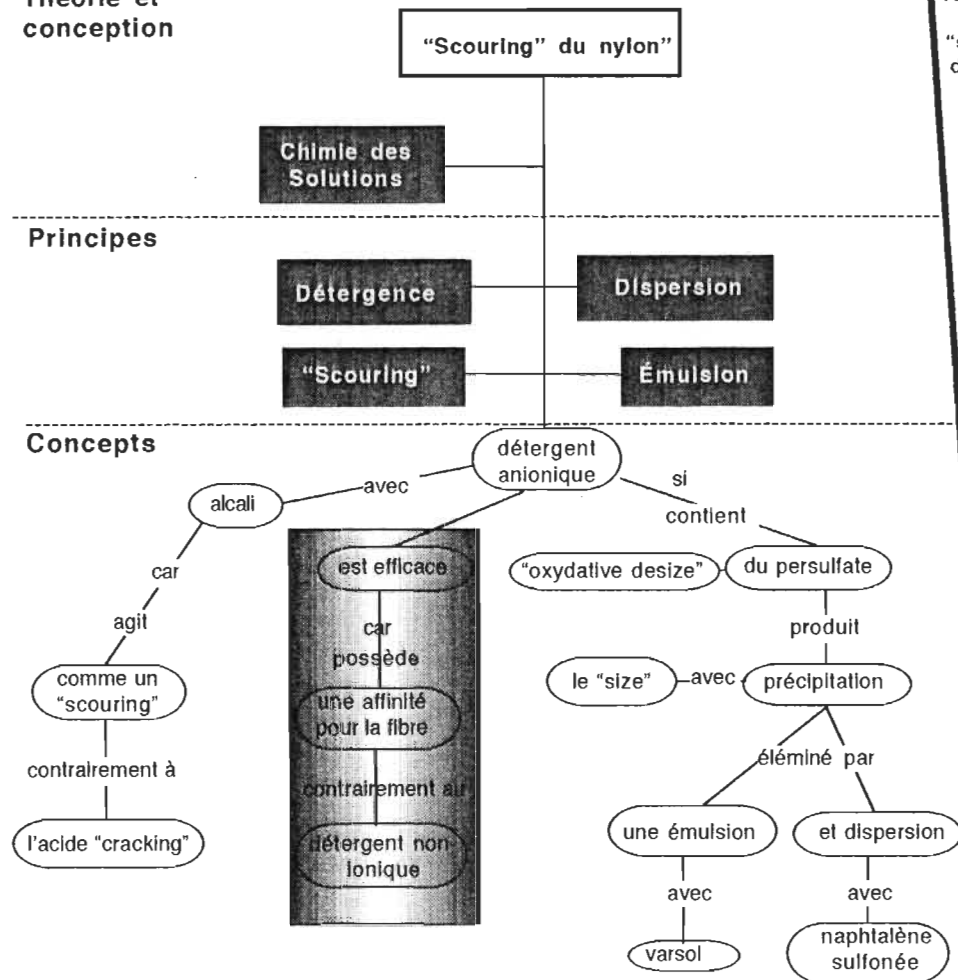 Théorie et
conception
“Scouring” du nylon”
Chimie des
Solutions
Principes
Détergence
Dispersion
“Scouring”
Émulsion
Concepts
détergent
anionique
avec
alcali
si
contient
est efficace
“oxydative desize”
du persulfate
car
agit
car
possède
produit
comme un
“scouring”
une affinité
pour la fibre
le “size”
avec
précipitation
contrairement à
contrairement au
éléminé par
l'acide “cracking”
détergent non
ionique
une émulsion
et dispersion
avec
avec
varsol
naphtalène
sulfonée